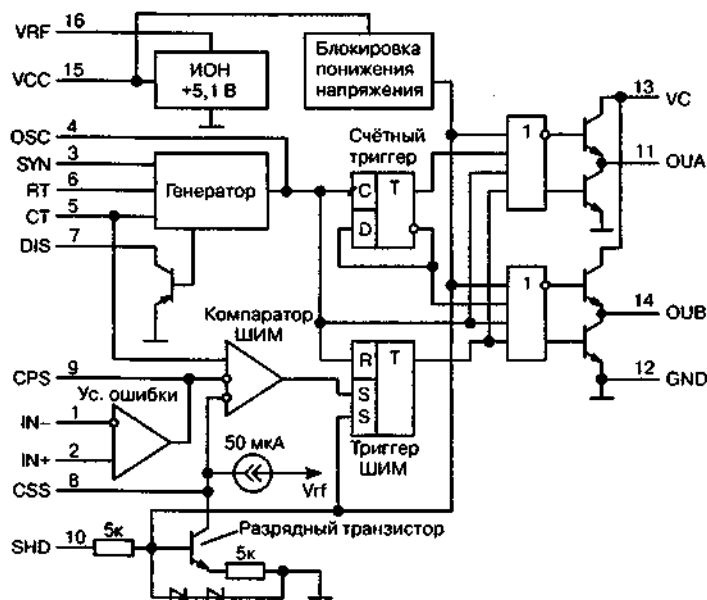 VRF 16
VCC 15
ИОН
+5,1 В
Блокировка
понижения
напряжения
OSC 4
SYN 3
RT 6
CT 5
DIS 7
Генератор
Счётный
триггер
C T
D
1
13 VC
11 OUA
1
14 OUB
12 GND
Компаратор
ШИМ
R T
S
S
Триггер
ШИМ
CPS 9
Ус. ошибки
IN– 1
IN+ 2
CSS 8
50 мкА
Vrf
SHD 10 5к
Разрядный транзистор
5к